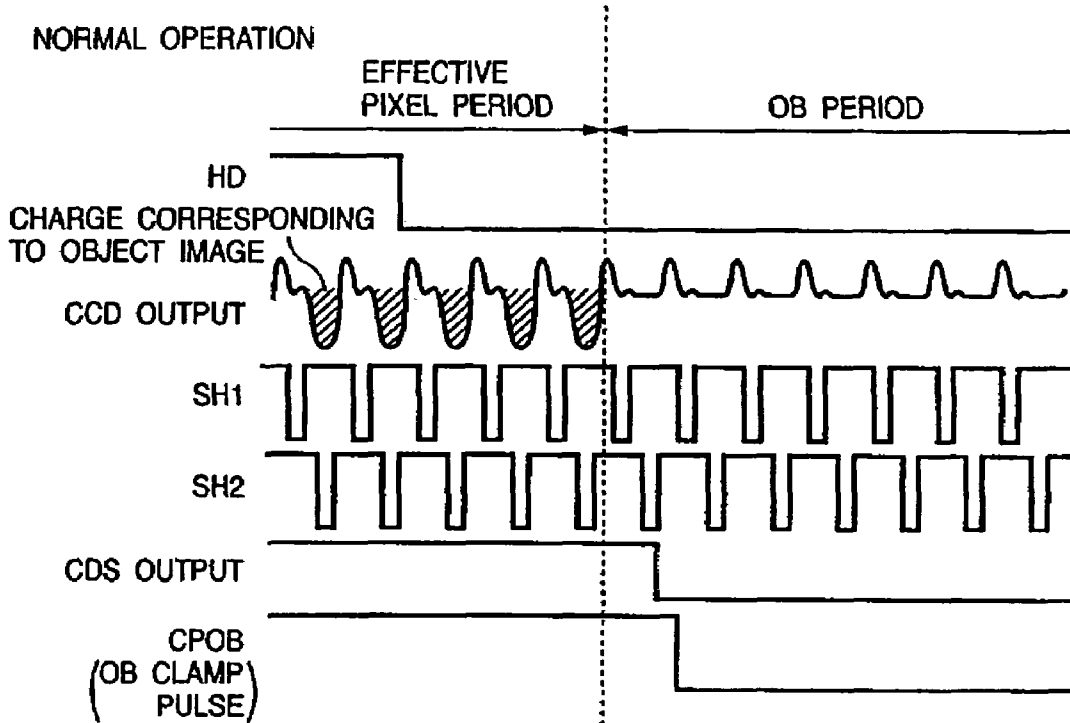 NORMAL OPERATION
EFFECTIVE
PIXEL PERIOD
OB PERIOD
HD
CHARGE CORRESPONDING
TO OBJECT IMAGE
CCD OUTPUT
SH1
SH2
CDS OUTPUT
CPOB
(OB CLAMP
PULSE)